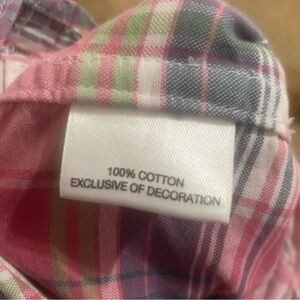 100% COTTON
EXCLUSIVE OF DECORATION